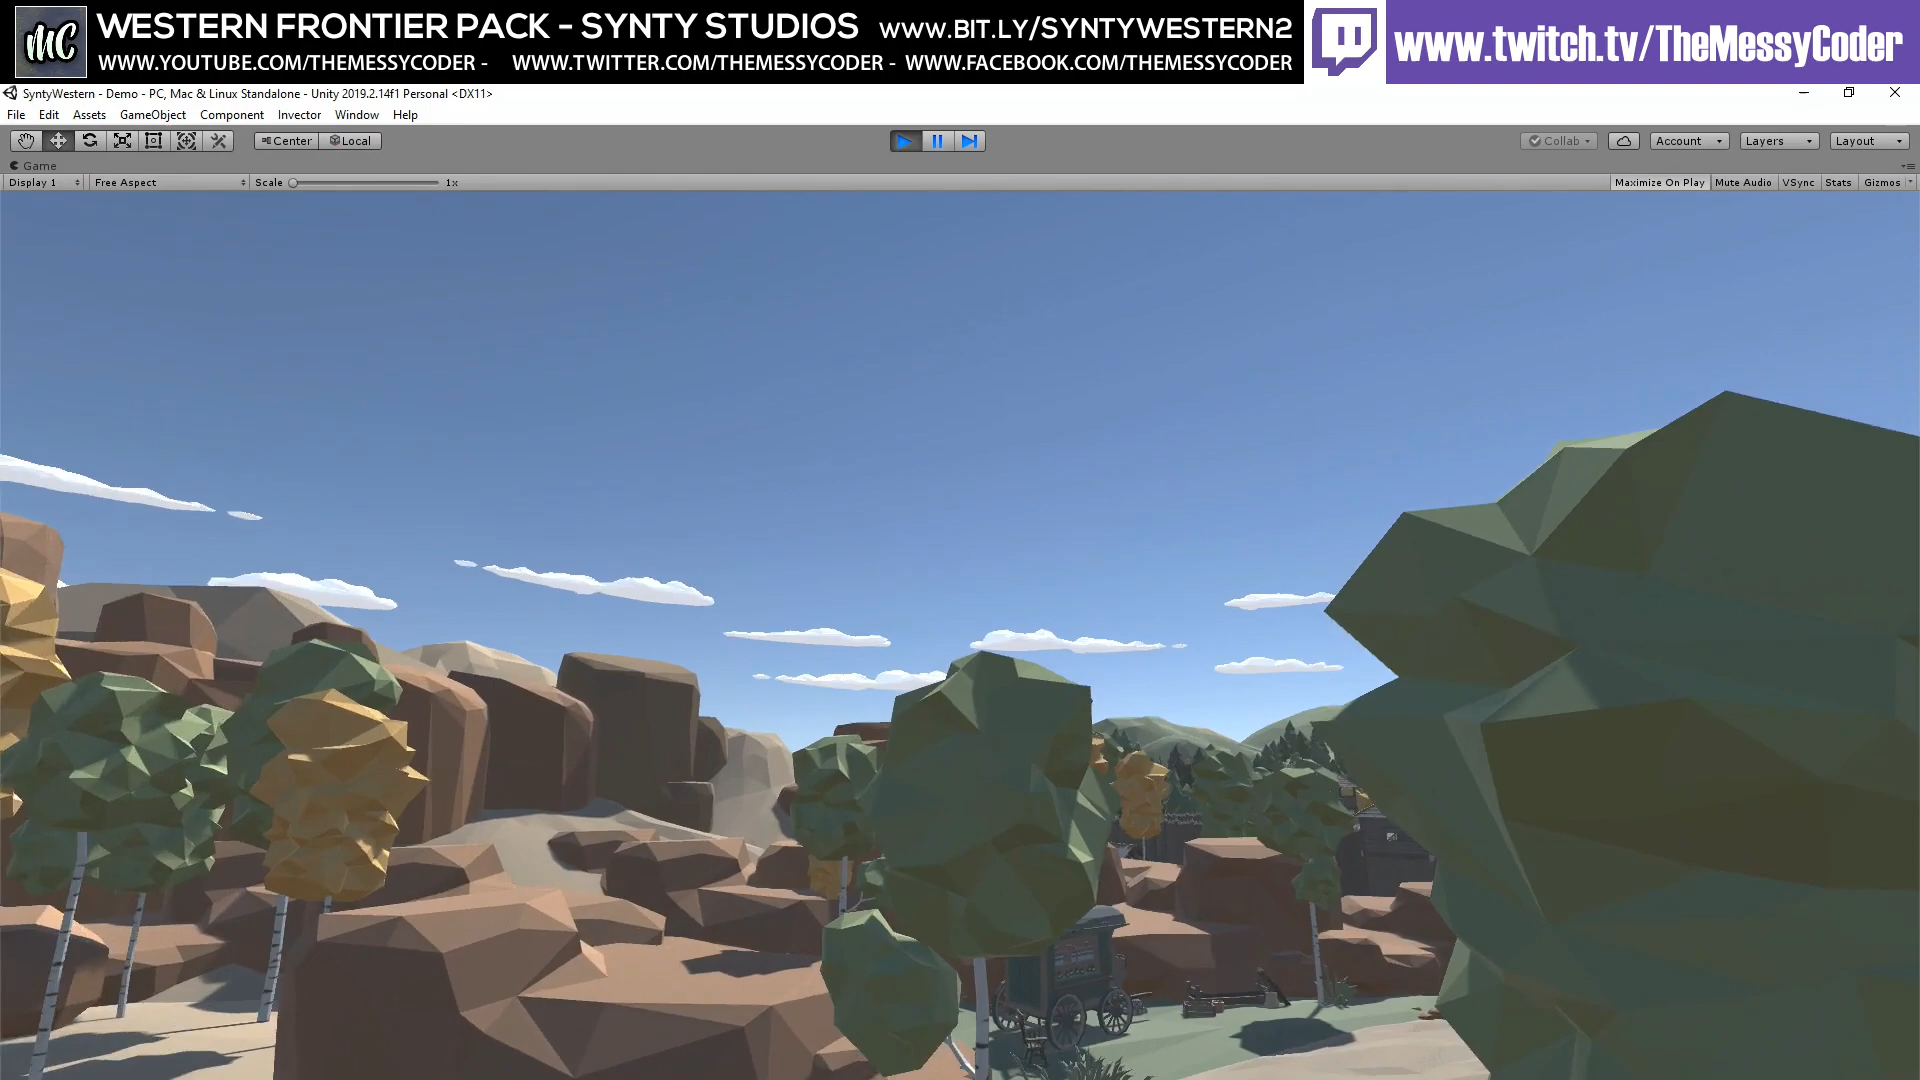 MC
WESTERN FRONTIER PACK - SYNTY STUDIOS
WWW.BIT.LY/SYNTYWESTERN2
WWW.YOUTUBE.COM/THEMESSYCODER -
WWW.TWITTER.COM/THEMESSYCODER -
WWW.FACEBOOK.COM/THEMESSYCODER
www.twitch.tv/TheMessyCoder
SyntyWestern - Demo - PC, Mac & Linux Standalone - Unity 2019.2.14f1 Personal <DX11>
File Edit Assets GameObject Component Invector Window Help
Center Local
Collab Account Layers Layout
Game
Display 1 Free Aspect Scale 1x
Maximize On Play Mute Audio VSync Stats Gizmos